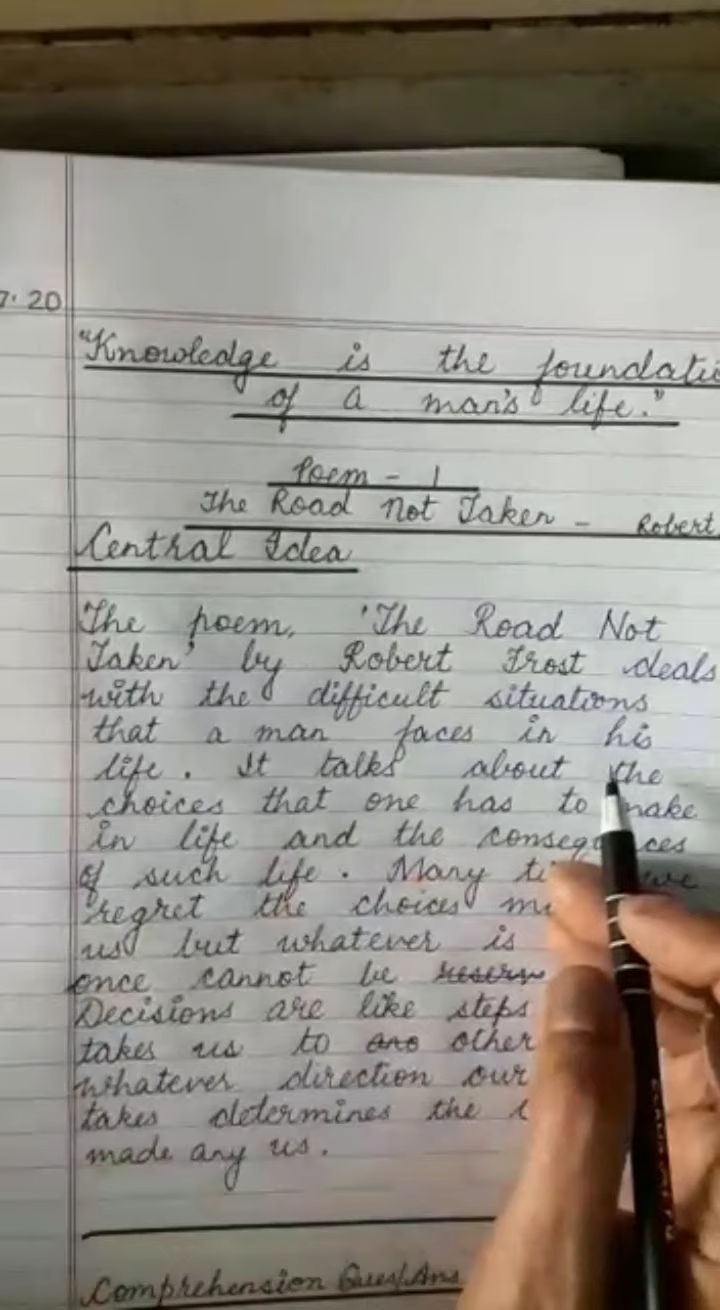 7.20
"Knowledge is the foundati
of a man's life."
Poem - 1
The Road Not Taken - Robert
Central Idea
The poem, 'The Road Not
Taken' by Robert Frost deals
with the difficult situations
that a man faces in his
life. It talks about the
choices that one has to make
in life and the conseq ces
of such life. Many ti we
regret the choices m
us but whatever is
once cannot be
Decisions are like steps
takes us to one other
whatever direction our
takes determines the
made any us.
Comprehension Ques/Ans